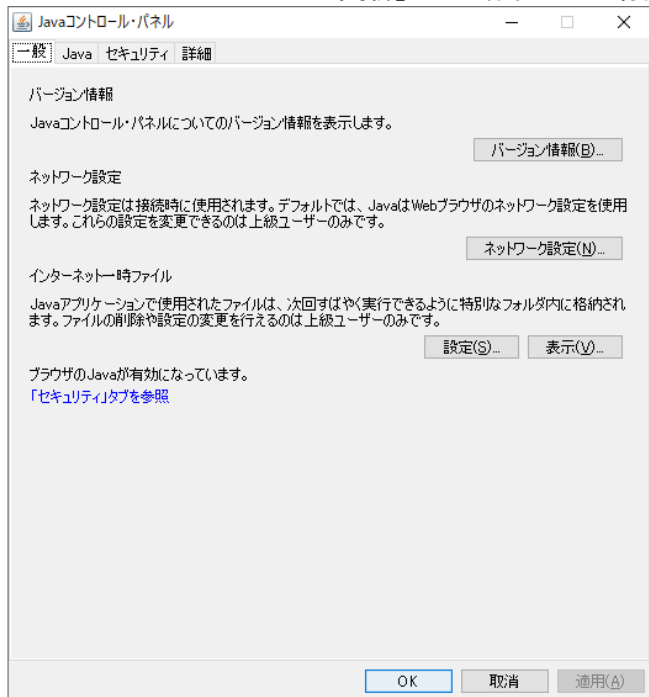 Javaコントロール・パネル
一般 Java セキュリティ 詳細
バージョン情報
Javaコントロール・パネルについてのバージョン情報を表示します。
バージョン情報(B)...
ネットワーク設定
ネットワーク設定は接続時に使用されます。デフォルトでは、JavaはWebブラウザのネットワーク設定を使用
します。これらの設定を変更できるのは上級ユーザーのみです。
ネットワーク設定(N)...
インターネット一時ファイル
Javaアプリケーションで使用されたファイルは、次回すばやく実行できるように特別なフォルダ内に格納され
ます。ファイルの削除や設定の変更を行えるのは上級ユーザーのみです。
設定(S)... 表示(V)...
ブラウザのJavaが有効になっています。
「セキュリティ」タブを参照
OK 取消 適用(A)